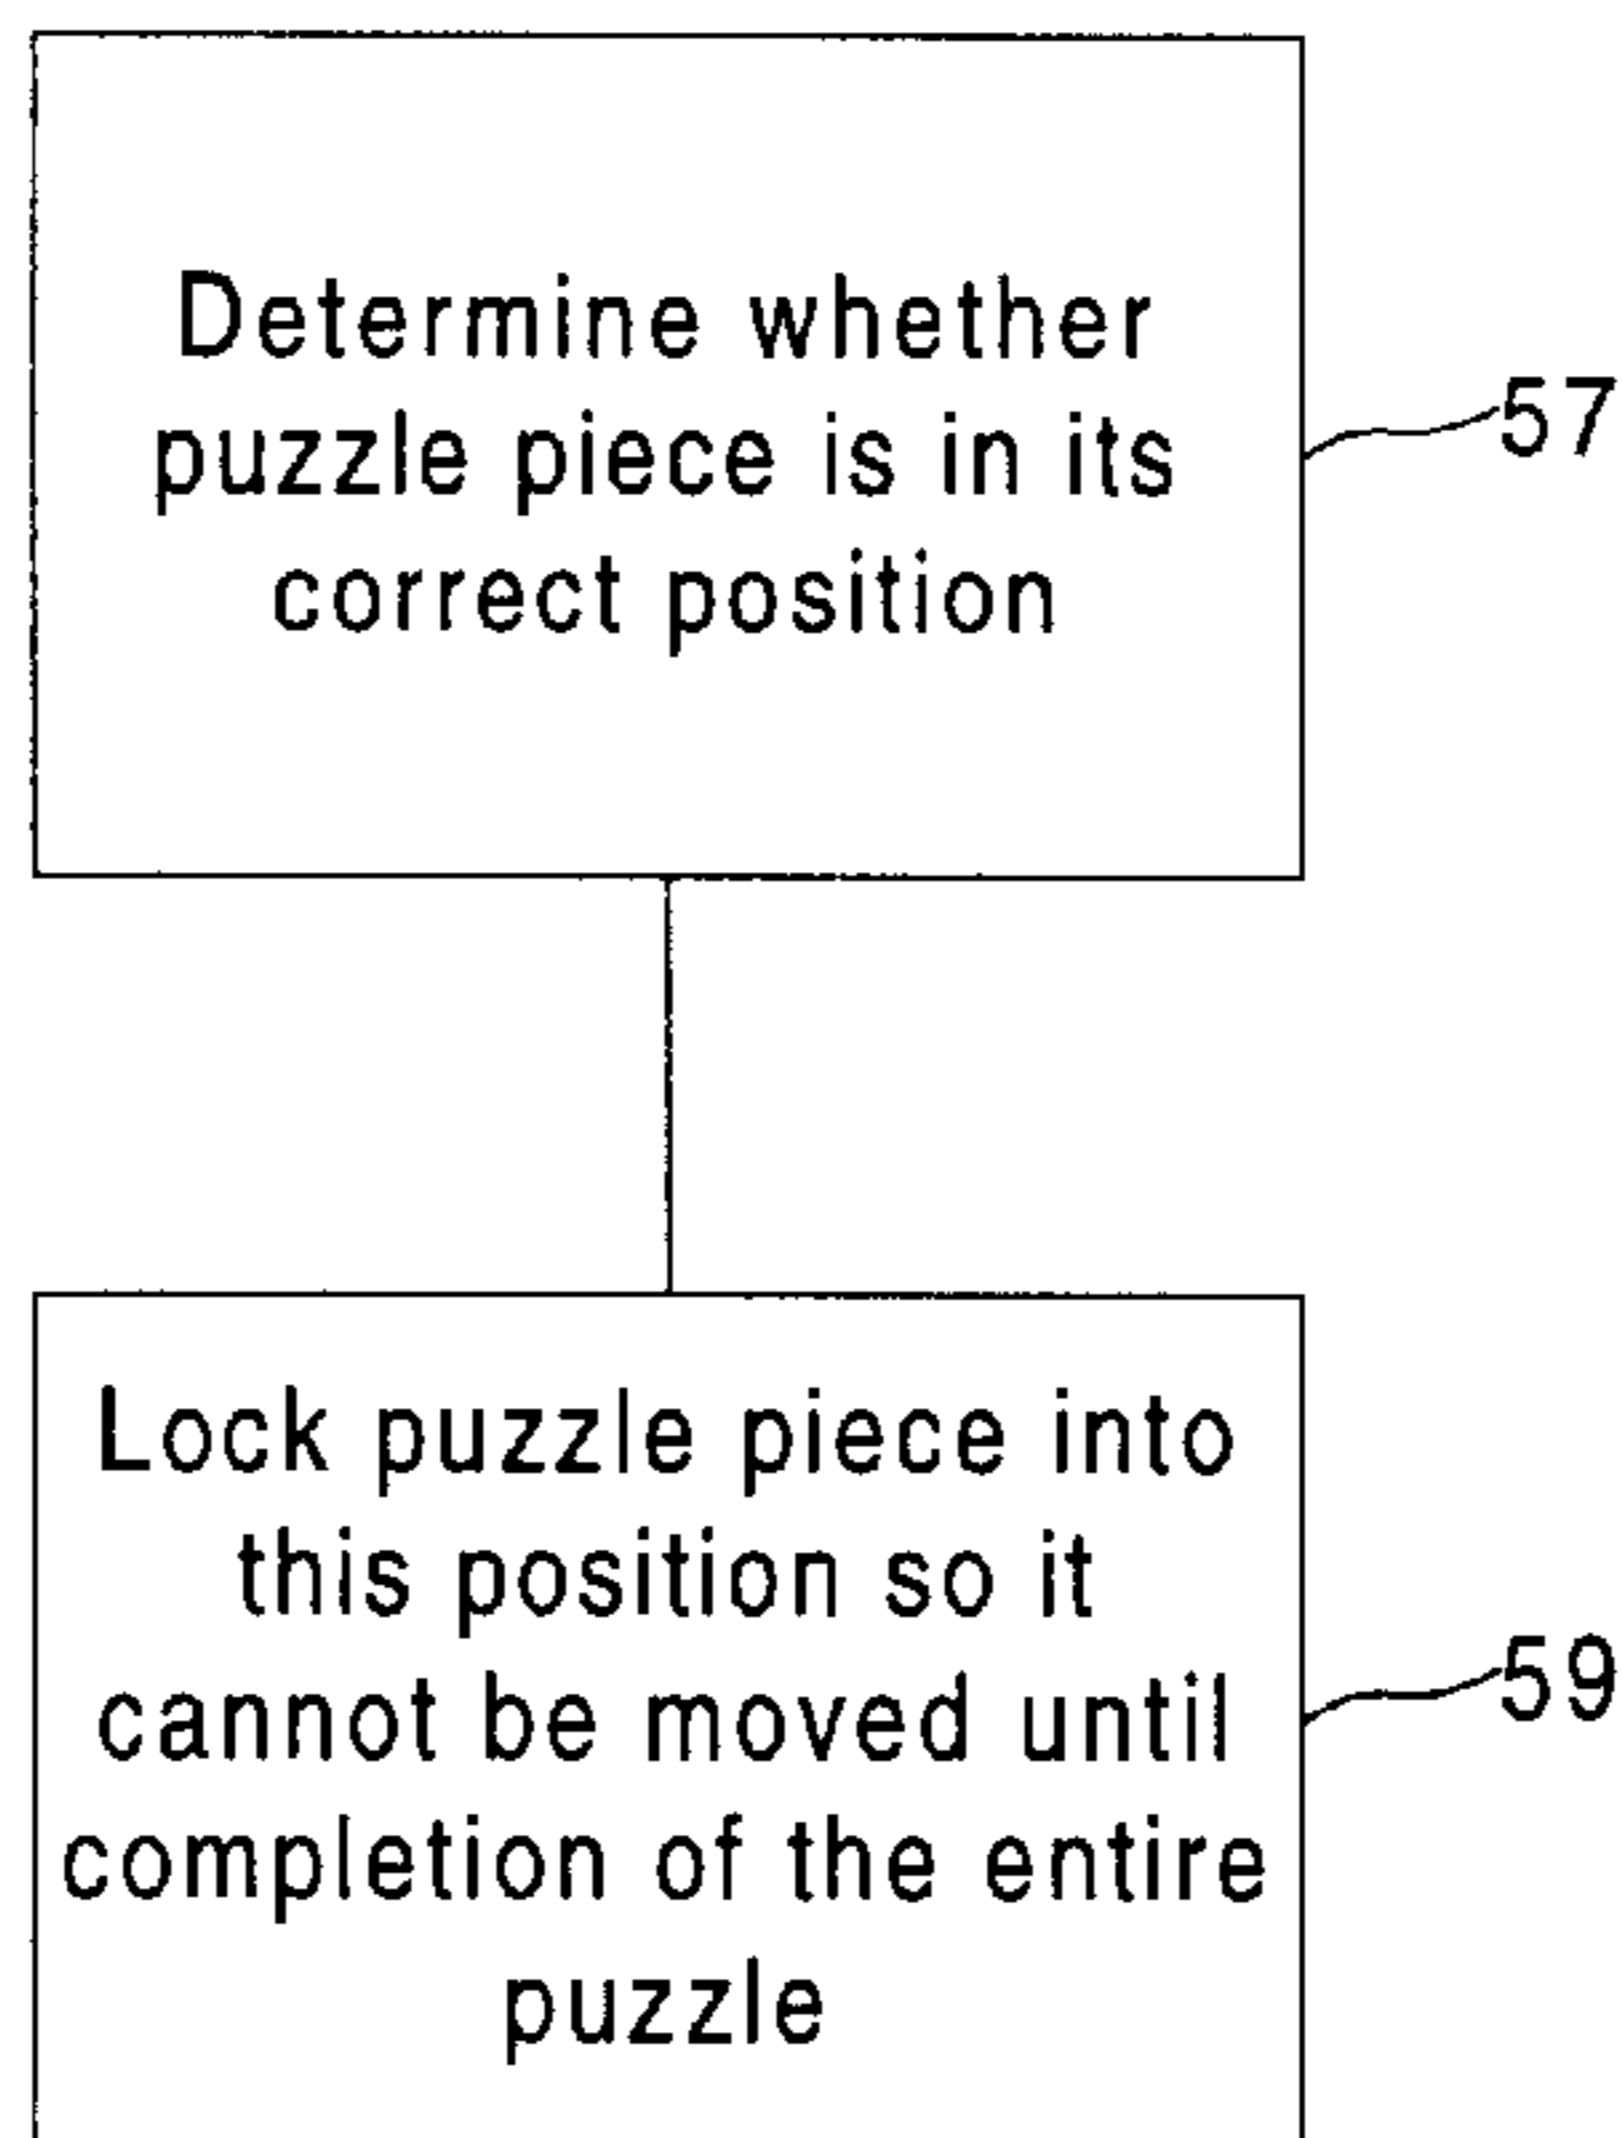 Determine whether
puzzle piece is in its
correct position
57
Lock puzzle piece into
this position so it
cannot be moved until
completion of the entire
puzzle
59